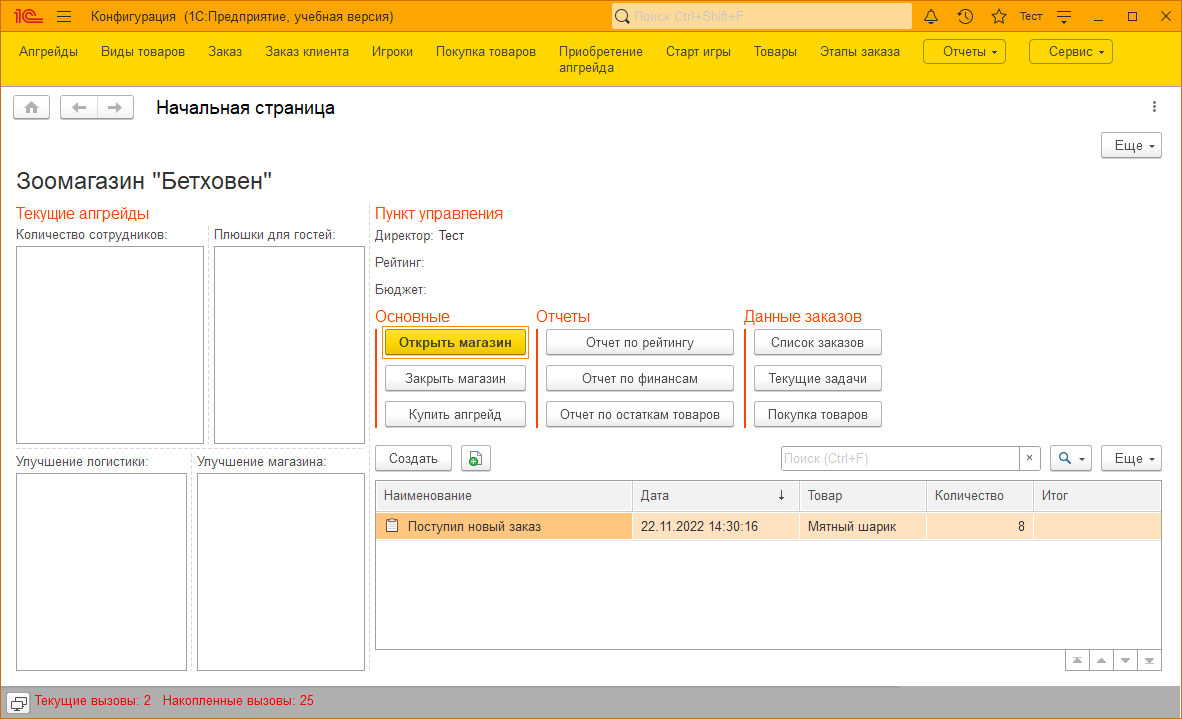 1С Конфигурация (1С:Предприятие, учебная версия) Поиск Ctrl+Shift+F Тест
Апгрейды Виды товаров Заказ Заказ клиента Игроки Покупка товаров Приобретение апгрейда Старт игры Товары Этапы заказа Отчеты Сервис
Начальная страница
Еще
Зоомагазин "Бетховен"
Текущие апгрейды
Количество сотрудников: Плюшки для гостей:
Улучшение логистики: Улучшение магазина:
Пункт управления
Директор: Тест
Рейтинг:
Бюджет:
Основные Отчеты Данные заказов
Открыть магазин Отчет по рейтингу Список заказов
Закрыть магазин Отчет по финансам Текущие задачи
Купить апгрейд Отчет по остаткам товаров Покупка товаров
Создать Поиск (Ctrl+F) × Еще
Наименование Дата ↓ Товар Количество Итог
Поступил новый заказ 22.11.2022 14:30:16 Мятный шарик 8
Текущие вызовы: 2 Накопленные вызовы: 25